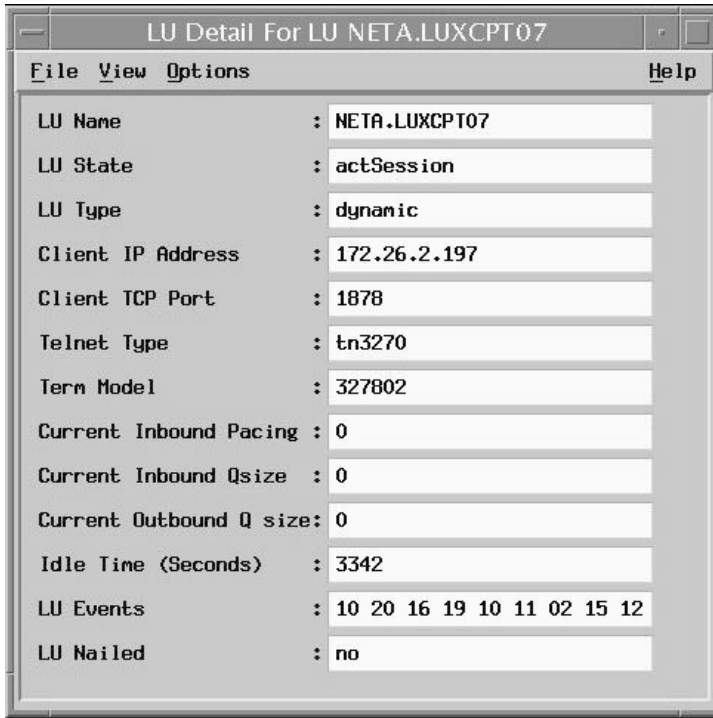 LU Detail For LU NETA.LUXCPT07
File View Options Help
LU Name : NETA.LUXCPT07
LU State : actSession
LU Type : dynamic
Client IP Address : 172.26.2.197
Client TCP Port : 1878
Telnet Type : tn3270
Term Model : 327802
Current Inbound Pacing : 0
Current Inbound Qsize : 0
Current Outbound Q size: 0
Idle Time (Seconds) : 3342
LU Events : 10 20 16 19 10 11 02 15 12
LU Nailed : no